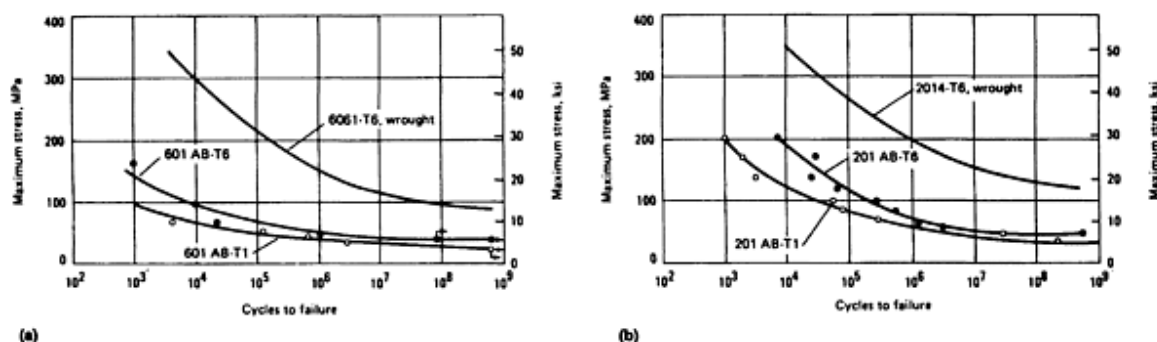 400
300
200
100
0
Maximum stress, MPa
50
40
30
20
10
0
Maximum stress, ksi
6061-T6, wrought
601 AB-T6
601 AB-T1
10² 10³ 10⁴ 10⁵ 10⁶ 10⁷ 10⁸ 10⁹
Cycles to failure
(a)
400
300
200
100
0
Maximum stress, MPa
50
40
30
20
10
0
Maximum stress, ksi
2014-T6, wrought
201 AB-T6
201 AB-T1
10² 10³ 10⁴ 10⁵ 10⁶ 10⁷ 10⁸ 10⁹
Cycles to failure
(b)